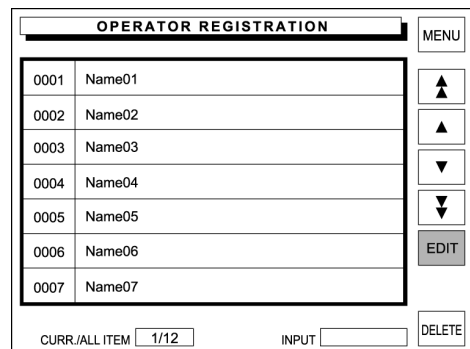 OPERATOR REGISTRATION
MENU
0001 Name01
0002 Name02
0003 Name03
0004 Name04
0005 Name05
0006 Name06
0007 Name07
EDIT
CURR./ALL ITEM 1/12 INPUT
DELETE